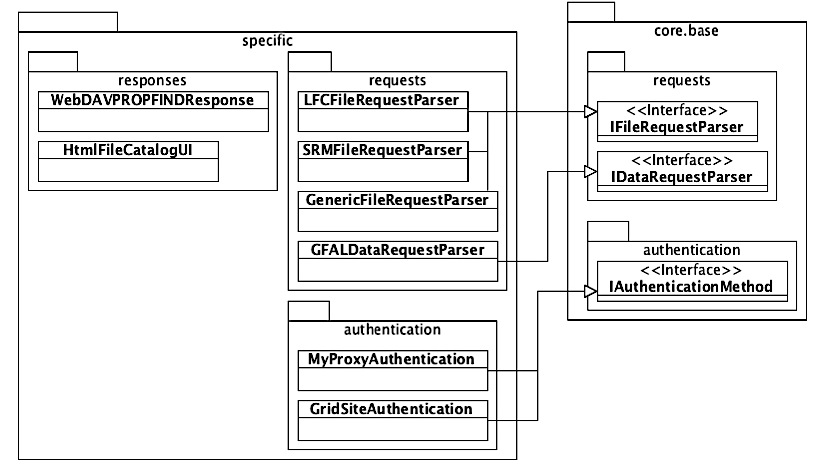 specific
responses
WebDAVPROPFINDResponse
HtmlFileCatalogUI
requests
LFCFileRequestParser
SRMFileRequestParser
GenericFileRequestParser
GFALDataRequestParser
authentication
MyProxyAuthentication
GridSiteAuthentication
core.base
requests
<<Interface>>
IFileRequestParser
<<Interface>>
IDataRequestParser
authentication
<<Interface>>
IAuthenticationMethod